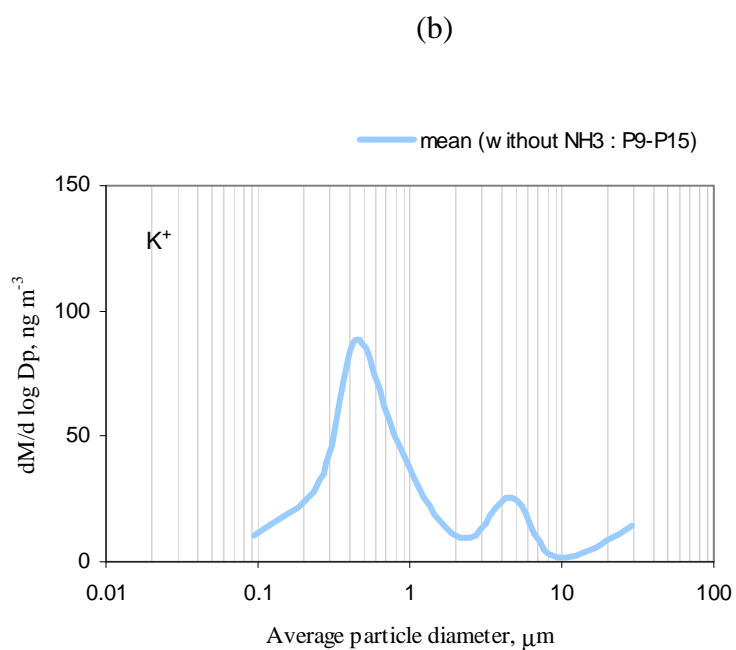 (b)
mean (without NH3 : P9-P15)
150
K⁺
100
50
0
0.01 0.1 1 10 100
dM/d log Dp, ng m⁻³
Average particle diameter, μm